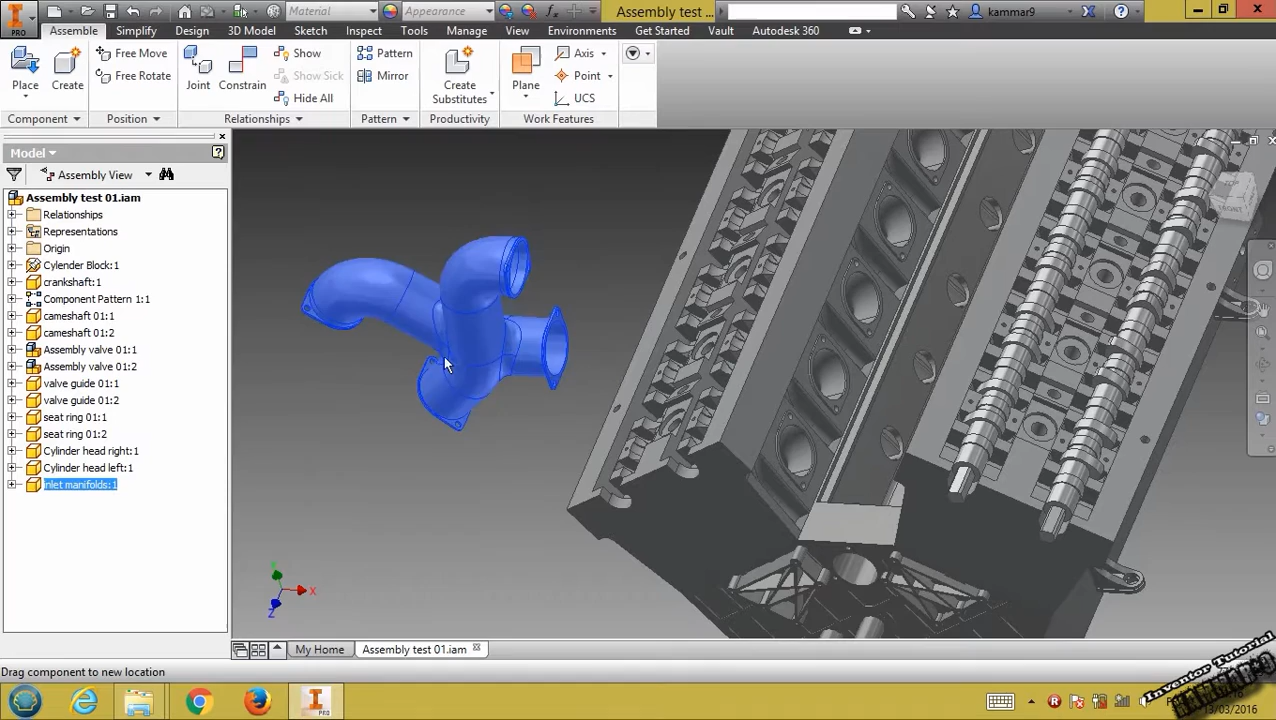 Material
Appearance
Assembly test ...
kammar9
PRO
Assemble Simplify Design 3D Model Sketch Inspect Tools Manage View Environments Get Started Vault Autodesk 360
Place
Create
Free Move
Free Rotate
Joint
Constrain
Show
Show Sick
Hide All
Pattern
Mirror
Create
Substitutes
Plane
Axis
Point
UCS
Component
Position
Relationships
Pattern
Productivity
Work Features
Model
Assembly View
Assembly test 01.iam
Relationships
Representations
Origin
Cylender Block:1
crankshaft:1
Component Pattern 1:1
cameshaft 01:1
cameshaft 01:2
Assembly valve 01:1
Assembly valve 01:2
valve guide 01:1
valve guide 01:2
seat ring 01:1
seat ring 01:2
Cylinder head right:1
Cylinder head left:1
inlet manifolds:1
Y
X
Z
My Home
Assembly test 01.iam
Drag component to new location
Inventor Tutorial
13/03/2016